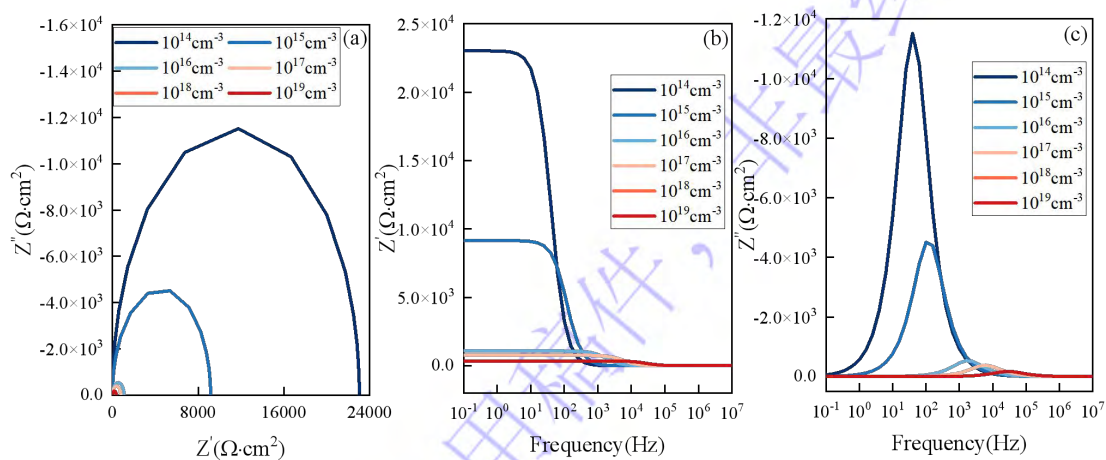 (a)
-1.6×10⁴
-1.4×10⁴
-1.2×10⁴
-1.0×10⁴
-8.0×10³
-6.0×10³
-4.0×10³
-2.0×10³
0.0
Z"(Ω·cm²)
10¹⁴cm⁻³ 10¹⁵cm⁻³
10¹⁶cm⁻³ 10¹⁷cm⁻³
10¹⁸cm⁻³ 10¹⁹cm⁻³
0 8000 16000 24000
Z'(Ω·cm²)
(b)
2.5×10⁴
2.0×10⁴
1.5×10⁴
1.0×10⁴
5.0×10³
0.0
Z'(Ω·cm²)
10¹⁴cm⁻³
10¹⁵cm⁻³
10¹⁶cm⁻³
10¹⁷cm⁻³
10¹⁸cm⁻³
10¹⁹cm⁻³
10⁻¹ 10⁰ 10¹ 10² 10³ 10⁴ 10⁵ 10⁶ 10⁷
Frequency(Hz)
(c)
-1.2×10⁴
-1.0×10⁴
-8.0×10³
-6.0×10³
-4.0×10³
-2.0×10³
0.0
Z"(Ω·cm²)
10¹⁴cm⁻³
10¹⁵cm⁻³
10¹⁶cm⁻³
10¹⁷cm⁻³
10¹⁸cm⁻³
10¹⁹cm⁻³
10⁻¹ 10⁰ 10¹ 10² 10³ 10⁴ 10⁵ 10⁶ 10⁷
Frequency(Hz)
用稿件，非最